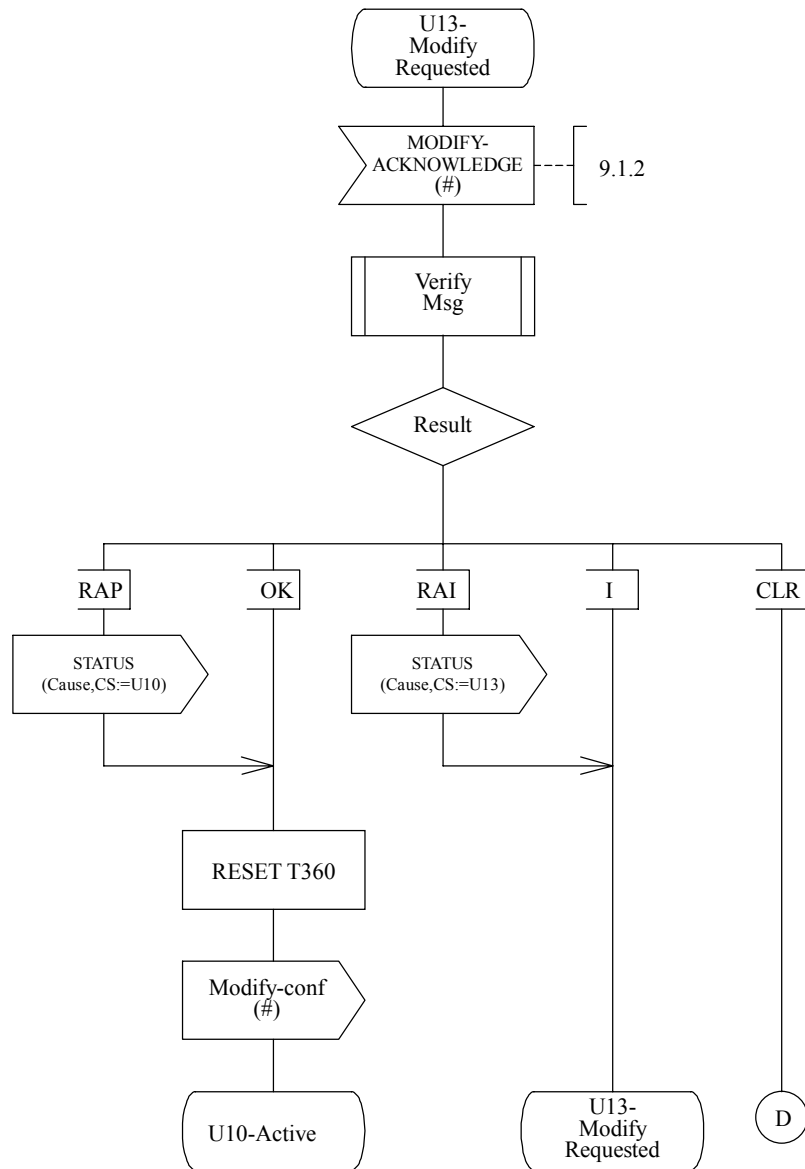 U13-
Modify
Requested
MODIFY-
ACKNOWLEDGE
(#)
9.1.2
Verify
Msg
Result
RAP
OK
RAI
I
CLR
STATUS
(Cause,CS:=U10)
STATUS
(Cause,CS:=U13)
RESET T360
Modify-conf
(#)
U10-Active
U13-
Modify
Requested
D